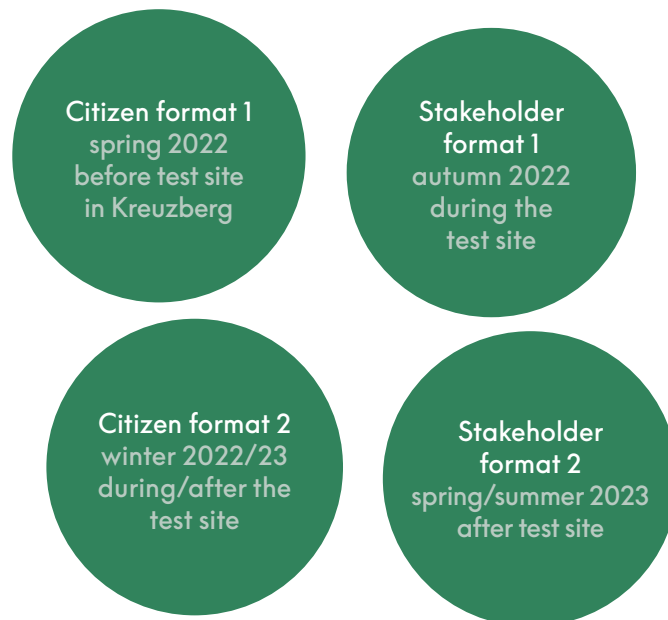 Citizen format 1
spring 2022
before test site
in Kreuzberg
Stakeholder
format 1
autumn 2022
during the
test site
Citizen format 2
winter 2022/23
during/after the
test site
Stakeholder
format 2
spring/summer 2023
after test site